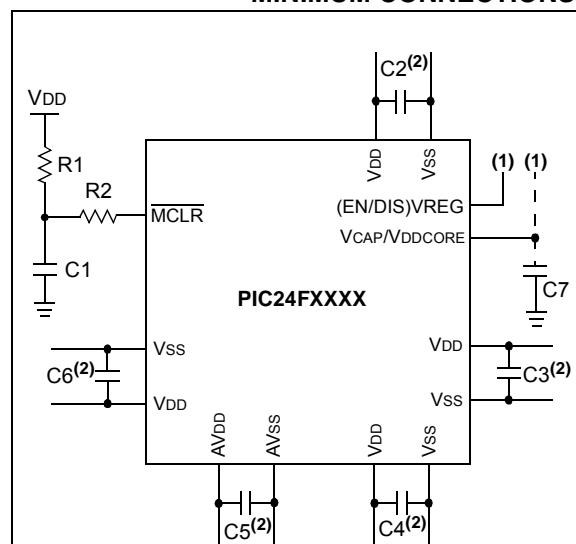 MINIMUM CONNECTIONS
C2(2)
VDD
R1
R2
VDD
VSS
(1) (1)
MCLR
(EN/DIS)VREG
VCAP/VDDCORE
C1
C7
PIC24FXXXX
VSS
VDD
C6(2)
C3(2)
VDD
VSS
AVDD
AVSS
VDD
VSS
C5(2)
C4(2)